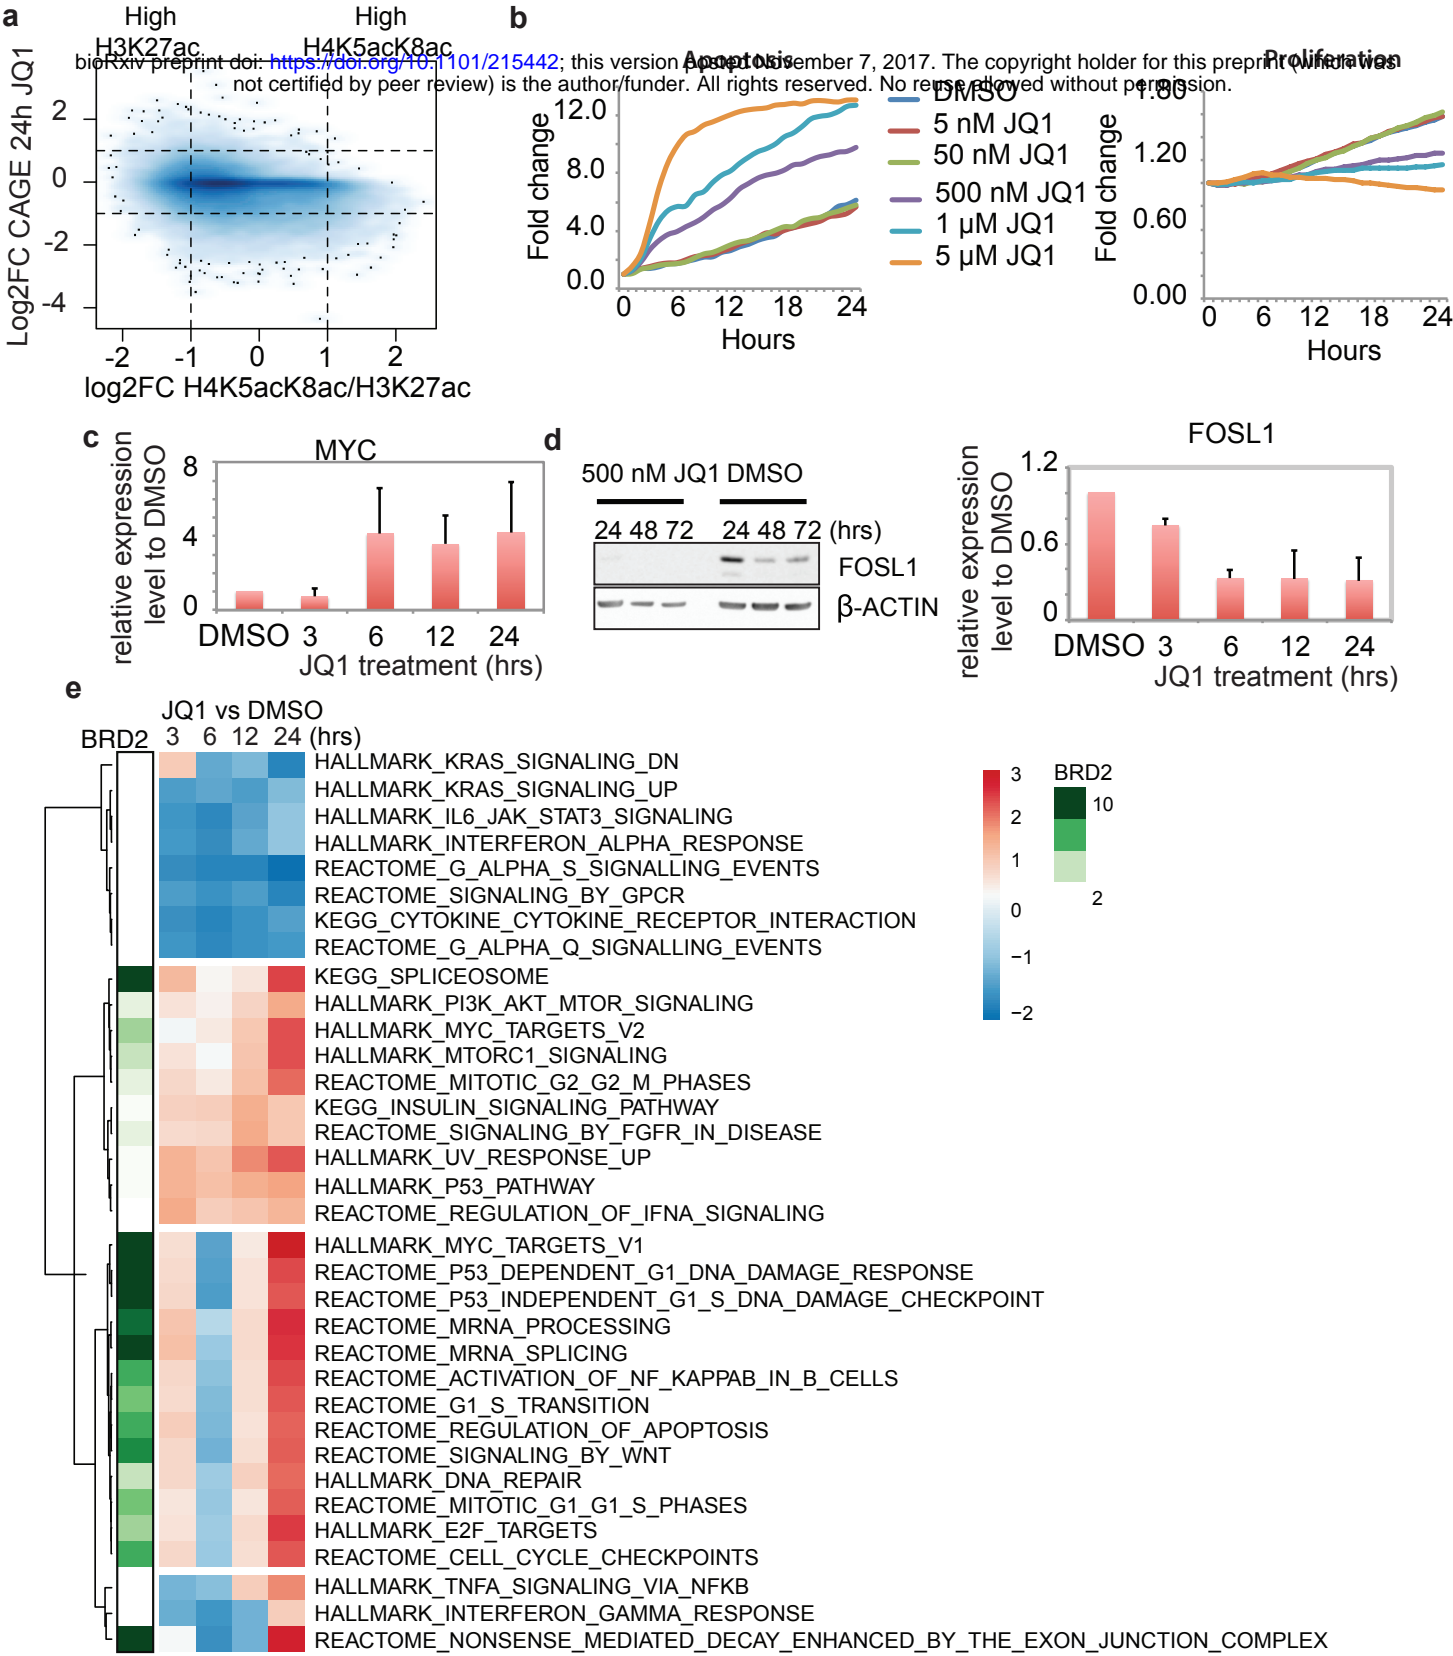 a
High
H3K27ac
High
H4K5acK8ac
b
bioRxiv preprint doi: https://doi.org/10.1101/215442; this version posted November 7, 2017. The copyright holder for this preprint (which was
not certified by peer review) is the author/funder. All rights reserved. No reuse allowed without permission.
Log2FC CAGE 24h JQ1
2
0
-2
-4
-2 -1 0 1 2
log2FC H4K5acK8ac/H3K27ac
Apoptosis
Fold change
12.0
8.0
4.0
0.0
0 6 12 18 24
Hours
DMSO
5 nM JQ1
50 nM JQ1
500 nM JQ1
1 µM JQ1
5 µM JQ1
Proliferation
Fold change
1.80
1.20
0.60
0.00
0 6 12 18 24
Hours
c
MYC
relative expression
level to DMSO
8
4
0
DMSO 3 6 12 24
JQ1 treatment (hrs)
d
500 nM JQ1 DMSO
24 48 72 24 48 72 (hrs)
FOSL1
β-ACTIN
FOSL1
relative expression
level to DMSO
1.2
0.6
0
DMSO 3 6 12 24
JQ1 treatment (hrs)
e
JQ1 vs DMSO
BRD2 3 6 12 24 (hrs)
HALLMARK_KRAS_SIGNALING_DN
HALLMARK_KRAS_SIGNALING_UP
HALLMARK_IL6_JAK_STAT3_SIGNALING
HALLMARK_INTERFERON_ALPHA_RESPONSE
REACTOME_G_ALPHA_S_SIGNALLING_EVENTS
REACTOME_SIGNALING_BY_GPCR
KEGG_CYTOKINE_CYTOKINE_RECEPTOR_INTERACTION
REACTOME_G_ALPHA_Q_SIGNALLING_EVENTS
KEGG_SPLICEOSOME
HALLMARK_PI3K_AKT_MTOR_SIGNALING
HALLMARK_MYC_TARGETS_V2
HALLMARK_MTORC1_SIGNALING
REACTOME_MITOTIC_G2_G2_M_PHASES
KEGG_INSULIN_SIGNALING_PATHWAY
REACTOME_SIGNALING_BY_FGFR_IN_DISEASE
HALLMARK_UV_RESPONSE_UP
HALLMARK_P53_PATHWAY
REACTOME_REGULATION_OF_IFNA_SIGNALING
HALLMARK_MYC_TARGETS_V1
REACTOME_P53_DEPENDENT_G1_DNA_DAMAGE_RESPONSE
REACTOME_P53_INDEPENDENT_G1_S_DNA_DAMAGE_CHECKPOINT
REACTOME_MRNA_PROCESSING
REACTOME_MRNA_SPLICING
REACTOME_ACTIVATION_OF_NF_KAPPAB_IN_B_CELLS
REACTOME_G1_S_TRANSITION
REACTOME_REGULATION_OF_APOPTOSIS
REACTOME_SIGNALING_BY_WNT
HALLMARK_DNA_REPAIR
REACTOME_MITOTIC_G1_G1_S_PHASES
HALLMARK_E2F_TARGETS
REACTOME_CELL_CYCLE_CHECKPOINTS
HALLMARK_TNFA_SIGNALING_VIA_NFKB
HALLMARK_INTERFERON_GAMMA_RESPONSE
REACTOME_NONSENSE_MEDIATED_DECAY_ENHANCED_BY_THE_EXON_JUNCTION_COMPLEX
3
2
1
0
−1
−2
BRD2
10
2